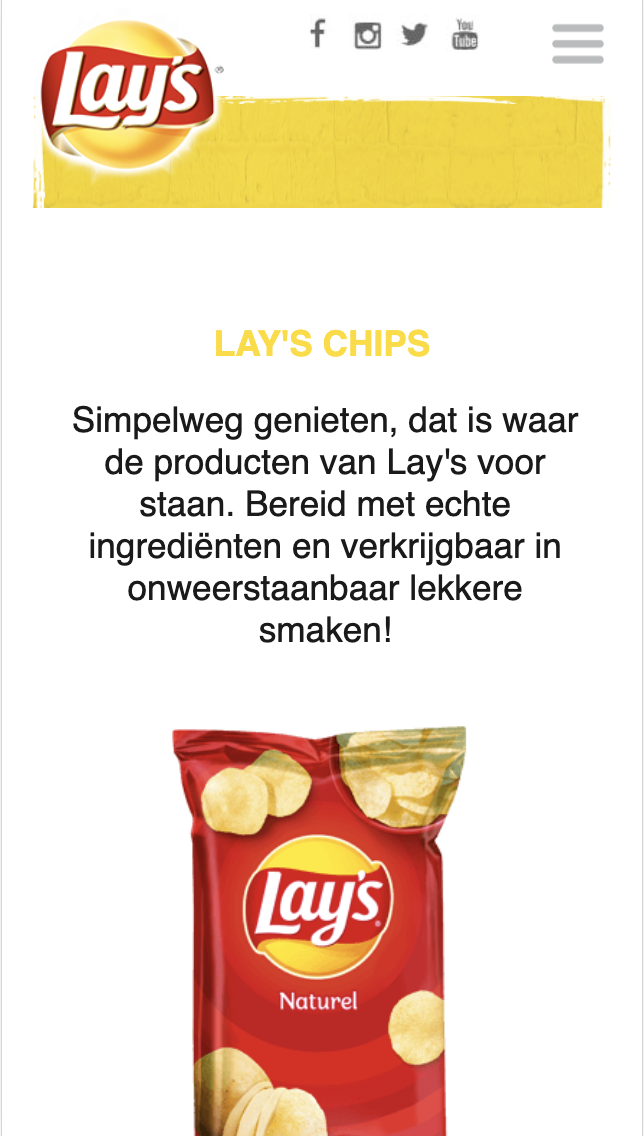 Lay's
You
Tube
LAY'S CHIPS
Simpelweg genieten, dat is waar
de producten van Lay's voor
staan. Bereid met echte
ingrediënten en verkrijgbaar in
onweerstaanbaar lekkere
smaken!
Lay's
Naturel